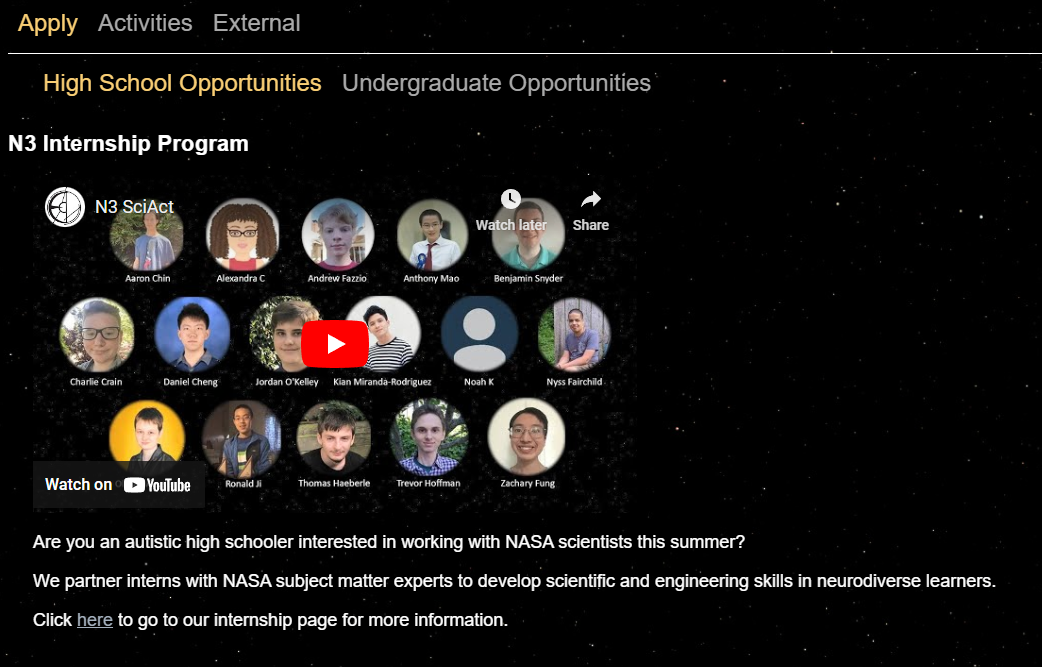 Apply Activities External
High School Opportunities Undergraduate Opportunities
N3 Internship Program
N3 SciAct
Watch later Share
Aaron Chin Alexandra C Andrew Fazzio Anthony Mao Benjamin Snyder
Charlie Crain Daniel Cheng Jordan O'Kelley Kian Miranda-Rodriguez Noah K Nyss Fairchild
Ronald Ji Thomas Haeberle Trevor Hoffman Zachary Fung
Watch on YouTube
Are you an autistic high schooler interested in working with NASA scientists this summer?
We partner interns with NASA subject matter experts to develop scientific and engineering skills in neurodiverse learners.
Click here to go to our internship page for more information.